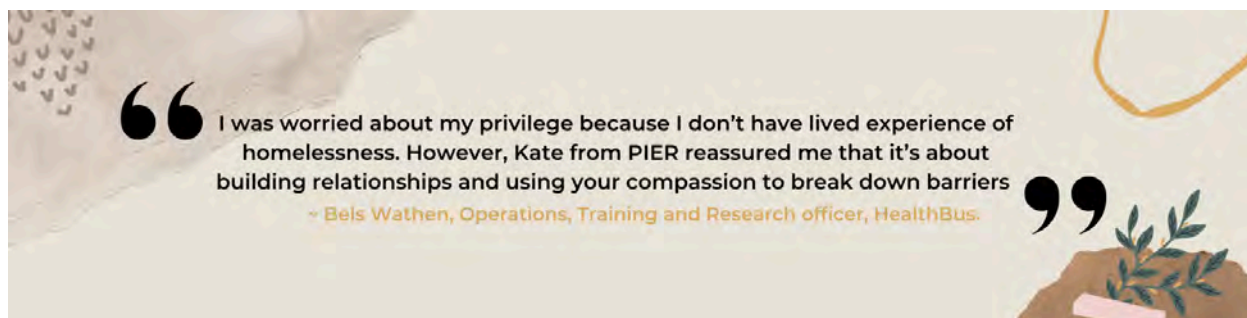 “ I was worried about my privilege because I don’t have lived experience of
homelessness. However, Kate from PIER reassured me that it’s about
building relationships and using your compassion to break down barriers ”
~ Bels Wathen, Operations, Training and Research officer, HealthBus.